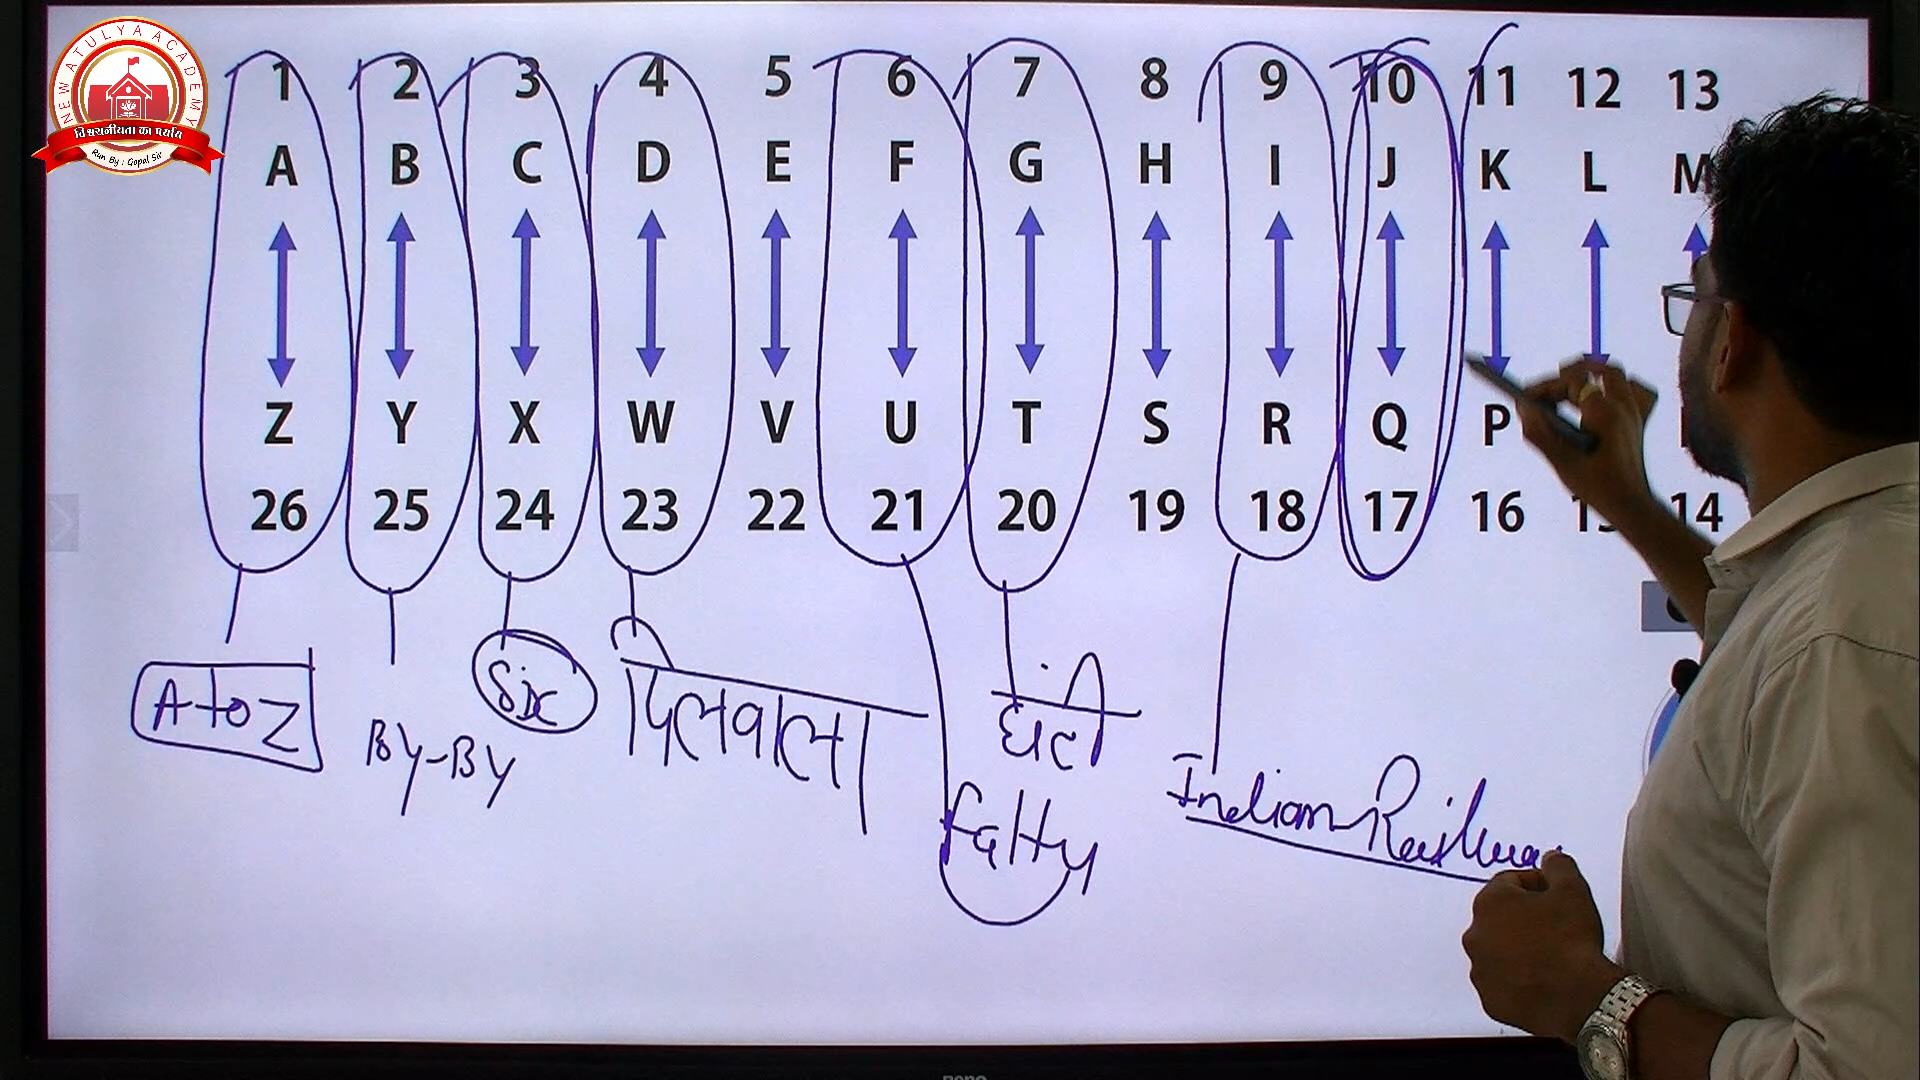 NEW ATULYA ACADEMY
विश्वसनीयता का पर्याय
Run By : Gopal Sir
1 2 3 4 5 6 7 8 9 10 11 12 13
A B C D E F G H I J K L M
Z Y X W V U T S R Q P
26 25 24 23 22 21 20 19 18 17 16 14
A to Z
By-By
Six
दिलवाला
घंटी
Fatty
Indian